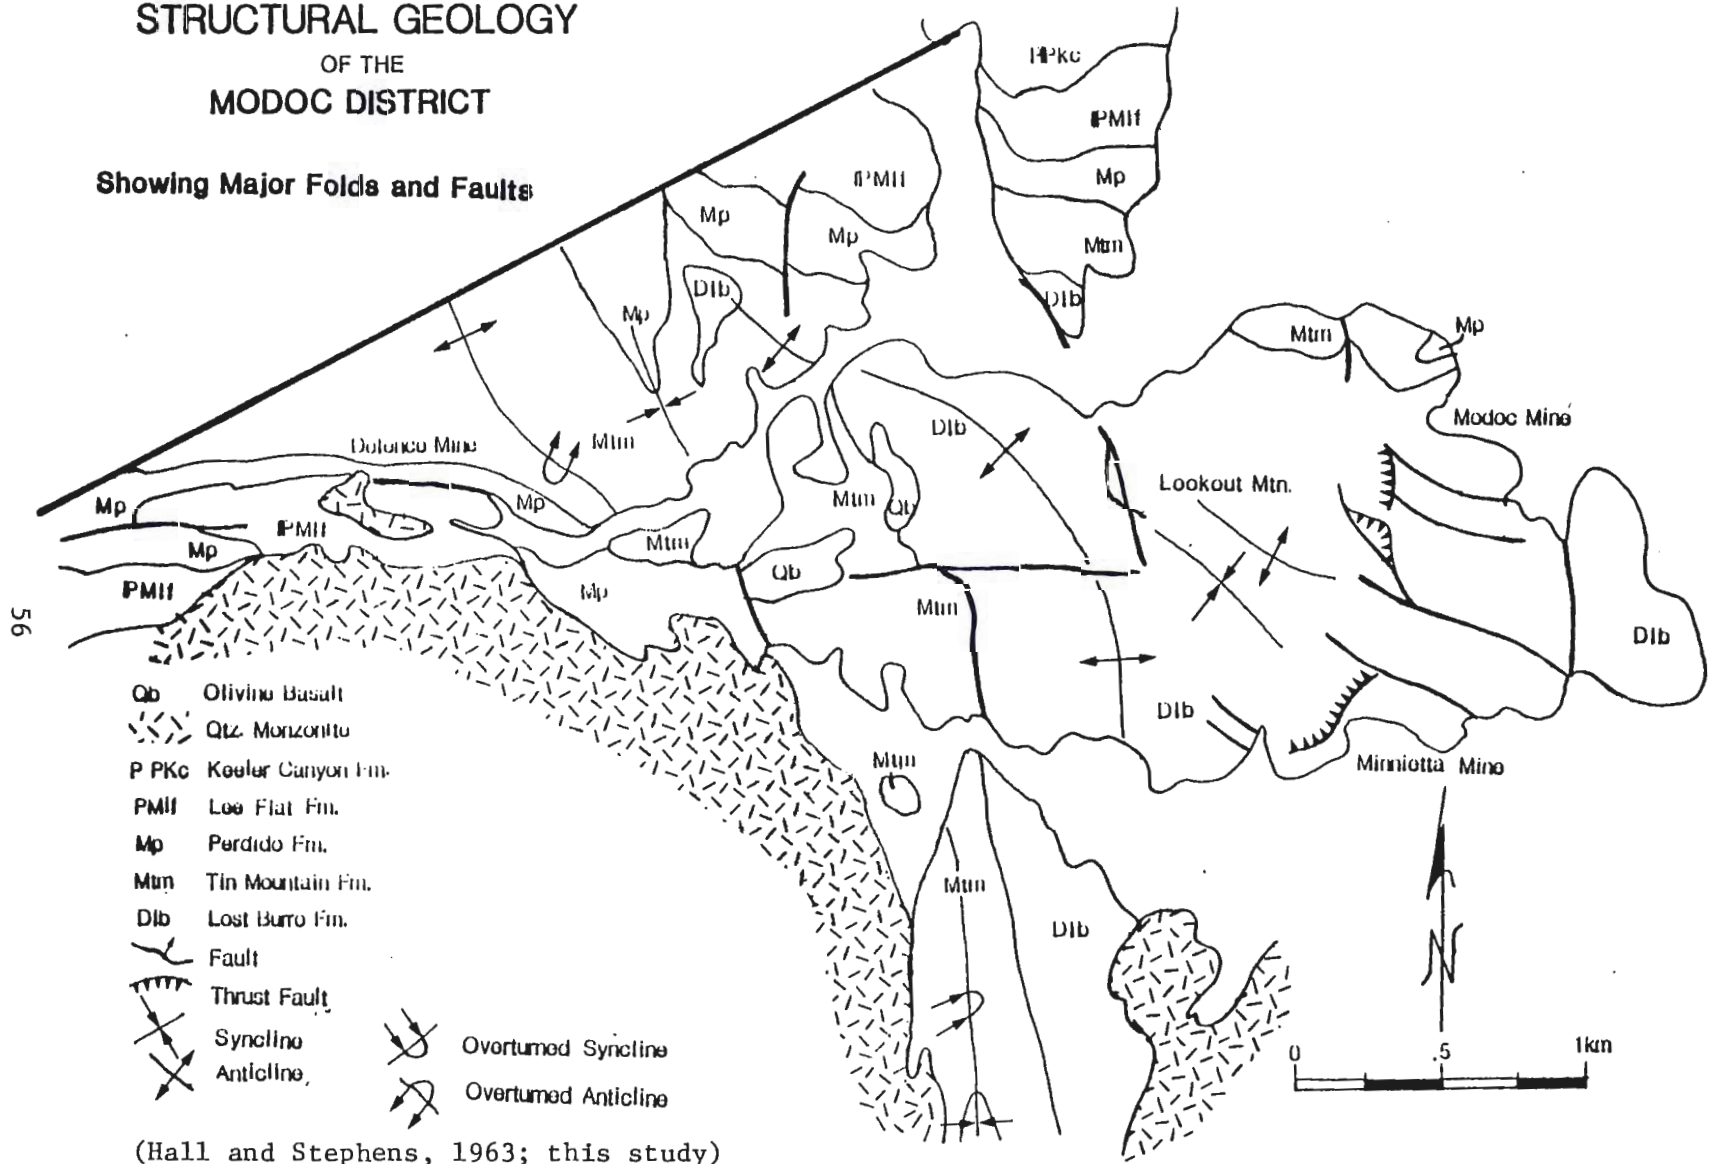 STRUCTURAL GEOLOGY
OF THE
MODOC DISTRICT
Showing Major Folds and Faults
PPkc
PMlf
Mp
Mtm
Dlb
PMlf
Mp
Mp
Dlb
Mp
Mtm
Mp
Modoc Mine
Dlb
Defence Mine
Mtm
Lookout Mtn.
Mp
Mp
Mtm
Qb
PMlf
Mp
Mtm
Qb
PMlf
Mp
Mtm
Dlb
Dlb
Minnietta Mine
Mtm
Mtm
Dlb
56
Qb Olivine Basalt
Qtz. Monzonite
P PKc Keeler Canyon Fm.
PMlf Lee Flat Fm.
Mp Perdido Fm.
Mtm Tin Mountain Fm.
Dlb Lost Burro Fm.
Fault
Thrust Fault
Syncline
Anticline
Overturned Syncline
Overturned Anticline
N
0 .5 1km
(Hall and Stephens, 1963; this study)